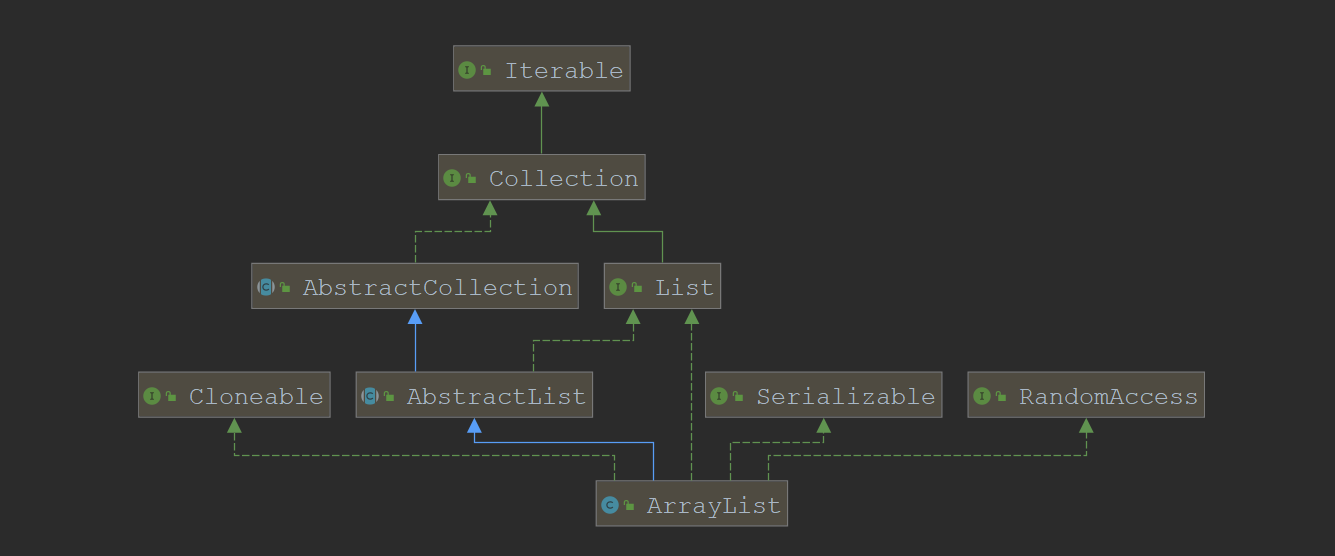 I Iterable
I Collection
C AbstractCollection
I List
I Cloneable
C AbstractList
I Serializable
I RandomAccess
C ArrayList